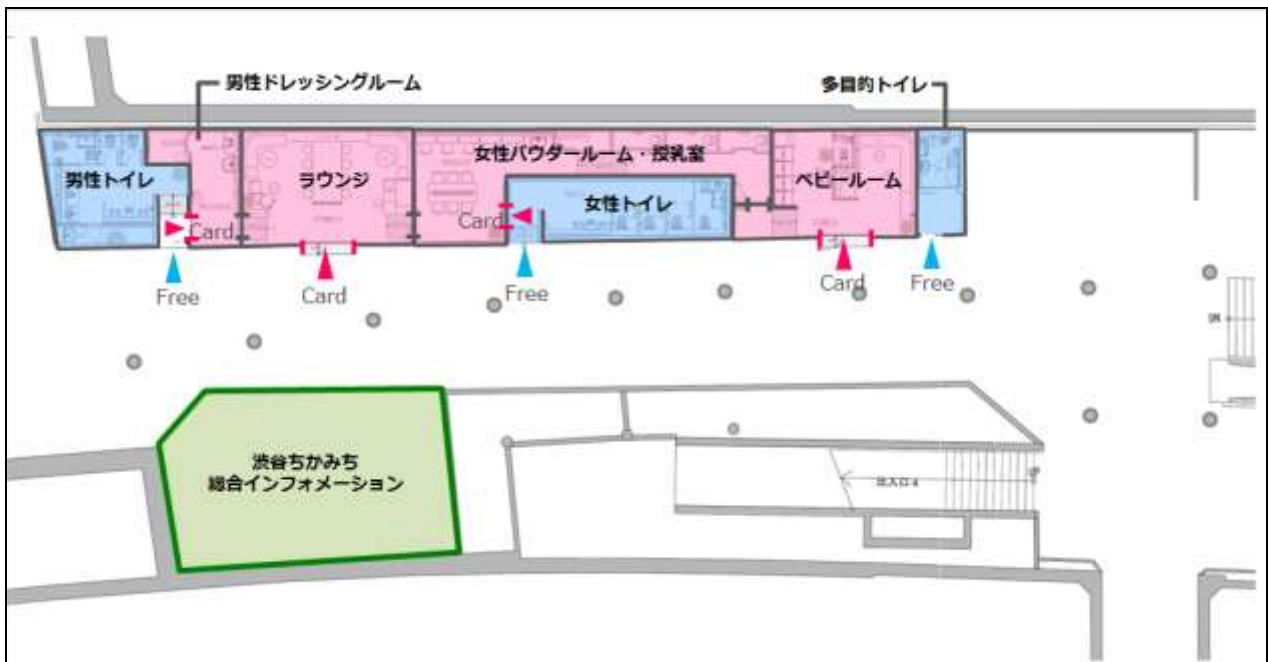 男性ドレッシングルーム
多目的トイレ
男性トイレ
ラウンジ
女性パウダールーム・授乳室
女性トイレ
ベビールーム
Card
Card
Free
Card
Free
Card
Free
渋谷ちかみち
総合インフォメーション
出入口4